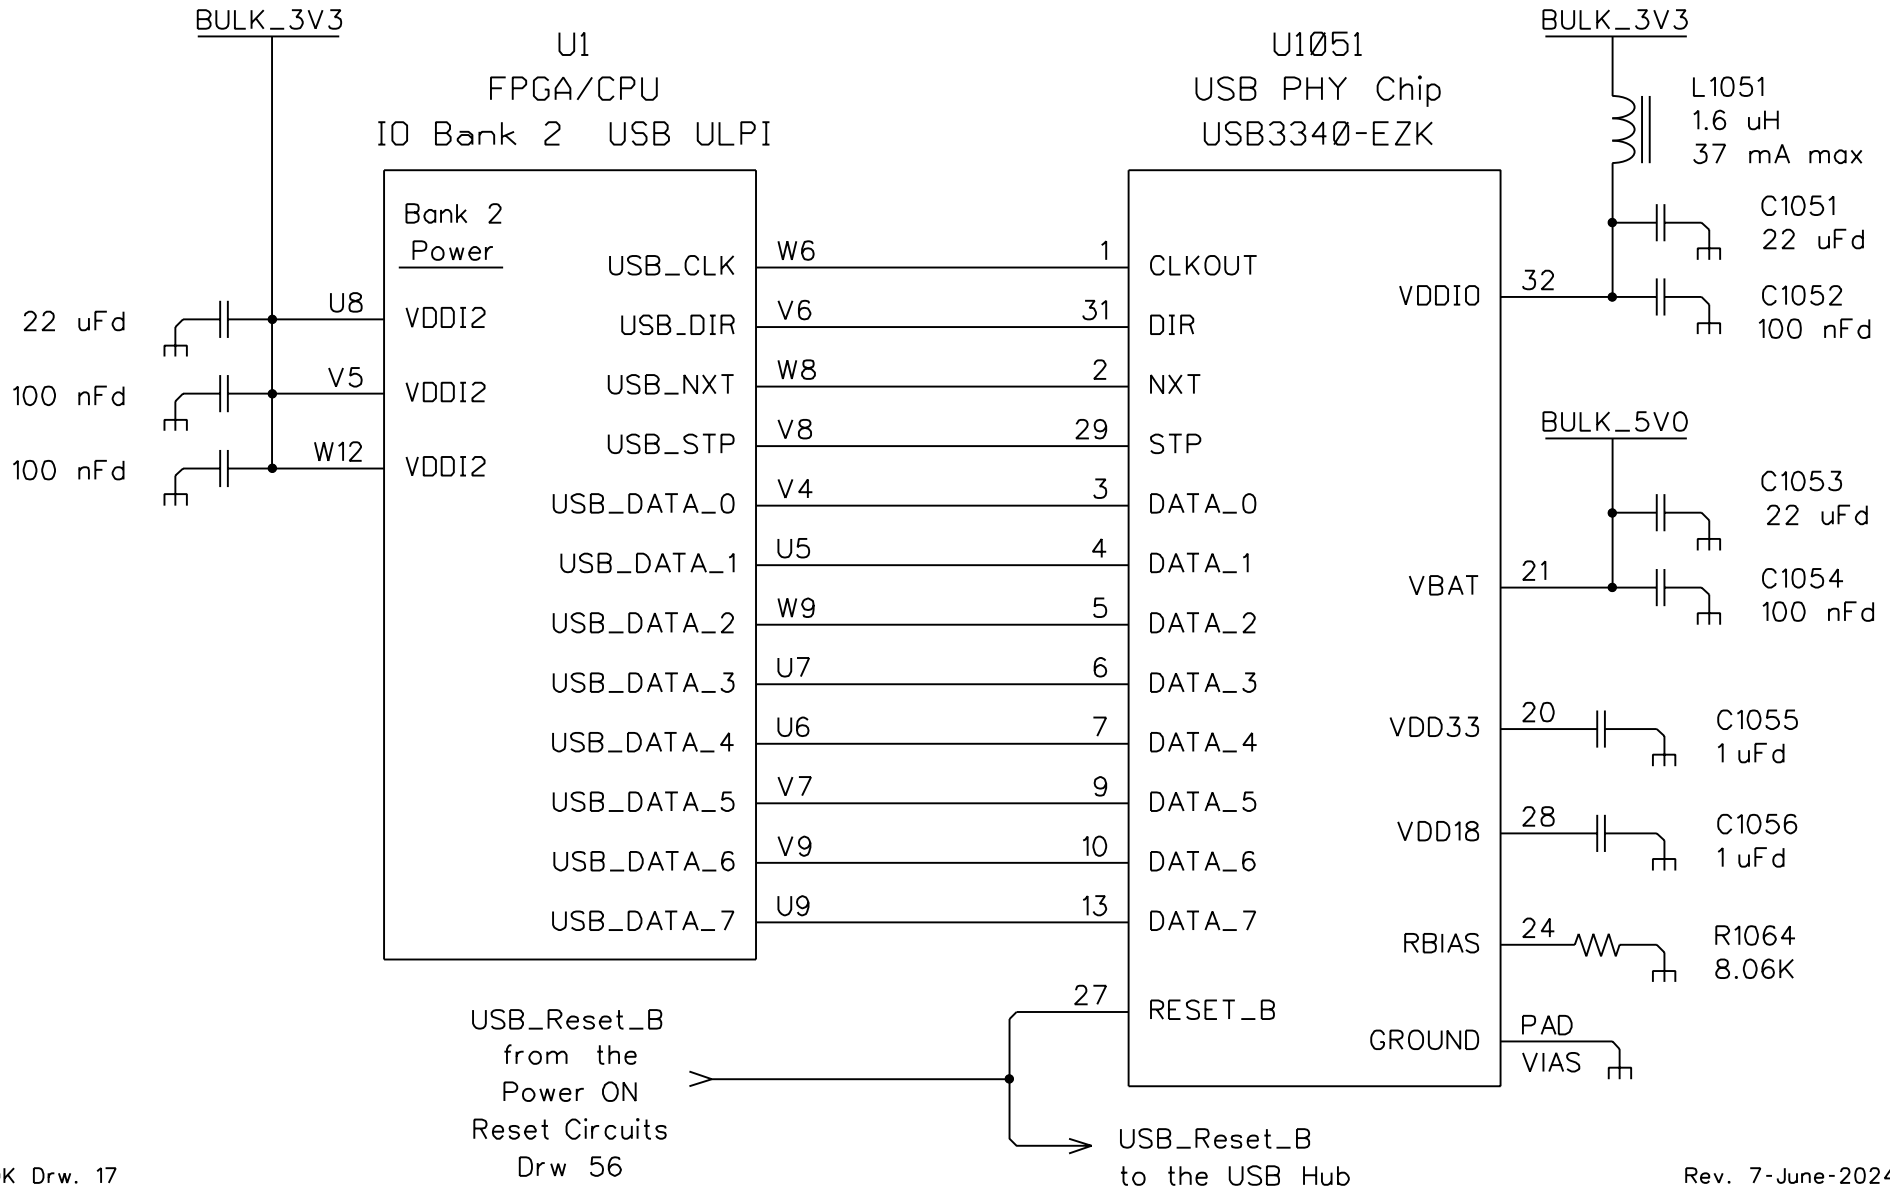 BULK_3V3
U1
FPGA/CPU
IO Bank 2 USB ULPI
U1Ø51
USB PHY Chip
USB334Ø-EZK
BULK_3V3
L1051
1.6 uH
37 mA max
C1051
22 uFd
C1052
100 nFd
Bank 2
Power
22 uFd
U8
VDDI2
100 nFd
V5
VDDI2
100 nFd
W12
VDDI2
USB_CLK W6 1 CLKOUT
USB_DIR V6 31 DIR
USB_NXT W8 2 NXT
USB_STP V8 29 STP
USB_DATA_0 V4 3 DATA_0
USB_DATA_1 U5 4 DATA_1
USB_DATA_2 W9 5 DATA_2
USB_DATA_3 U7 6 DATA_3
USB_DATA_4 U6 7 DATA_4
USB_DATA_5 V7 9 DATA_5
USB_DATA_6 V9 10 DATA_6
USB_DATA_7 U9 13 DATA_7
27 RESET_B
VDDIO 32
BULK_5V0
C1053
22 uFd
VBAT 21
C1054
100 nFd
VDD33 20
C1055
1 uFd
VDD18 28
C1056
1 uFd
RBIAS 24
R1064
8.06K
GROUND PAD
VIAS
USB_Reset_B
from the
Power ON
Reset Circuits
Drw 56
USB_Reset_B
to the USB Hub
K Drw. 17
Rev. 7-June-2024